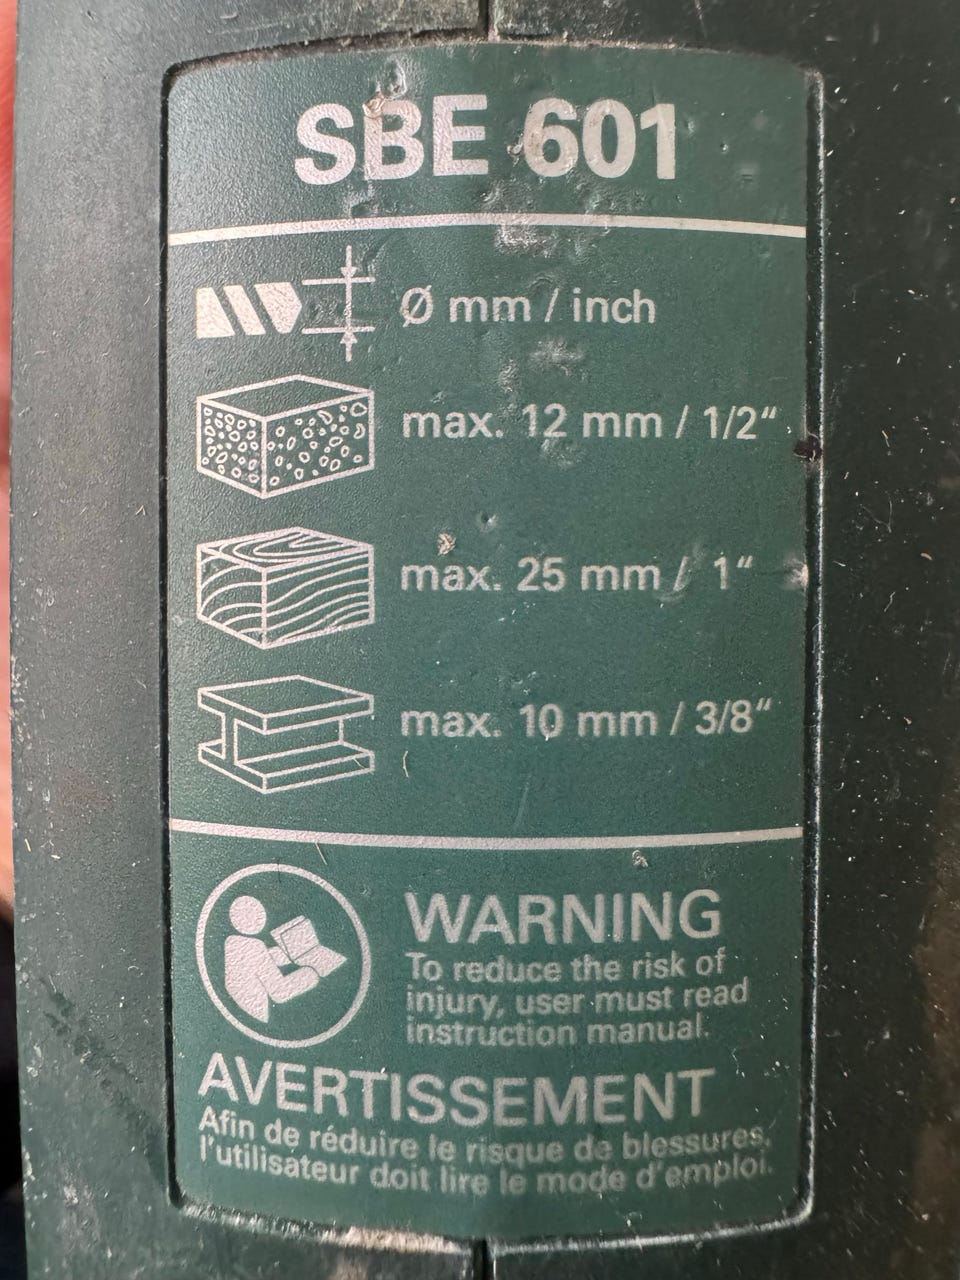 SBE 601
Ø mm / inch
max. 12 mm / 1/2“
max. 25 mm / 1“
max. 10 mm / 3/8“
WARNING
To reduce the risk of
injury, user must read
instruction manual.
AVERTISSEMENT
Afin de réduire le risque de blessures,
l'utilisateur doit lire le mode d'emploi.